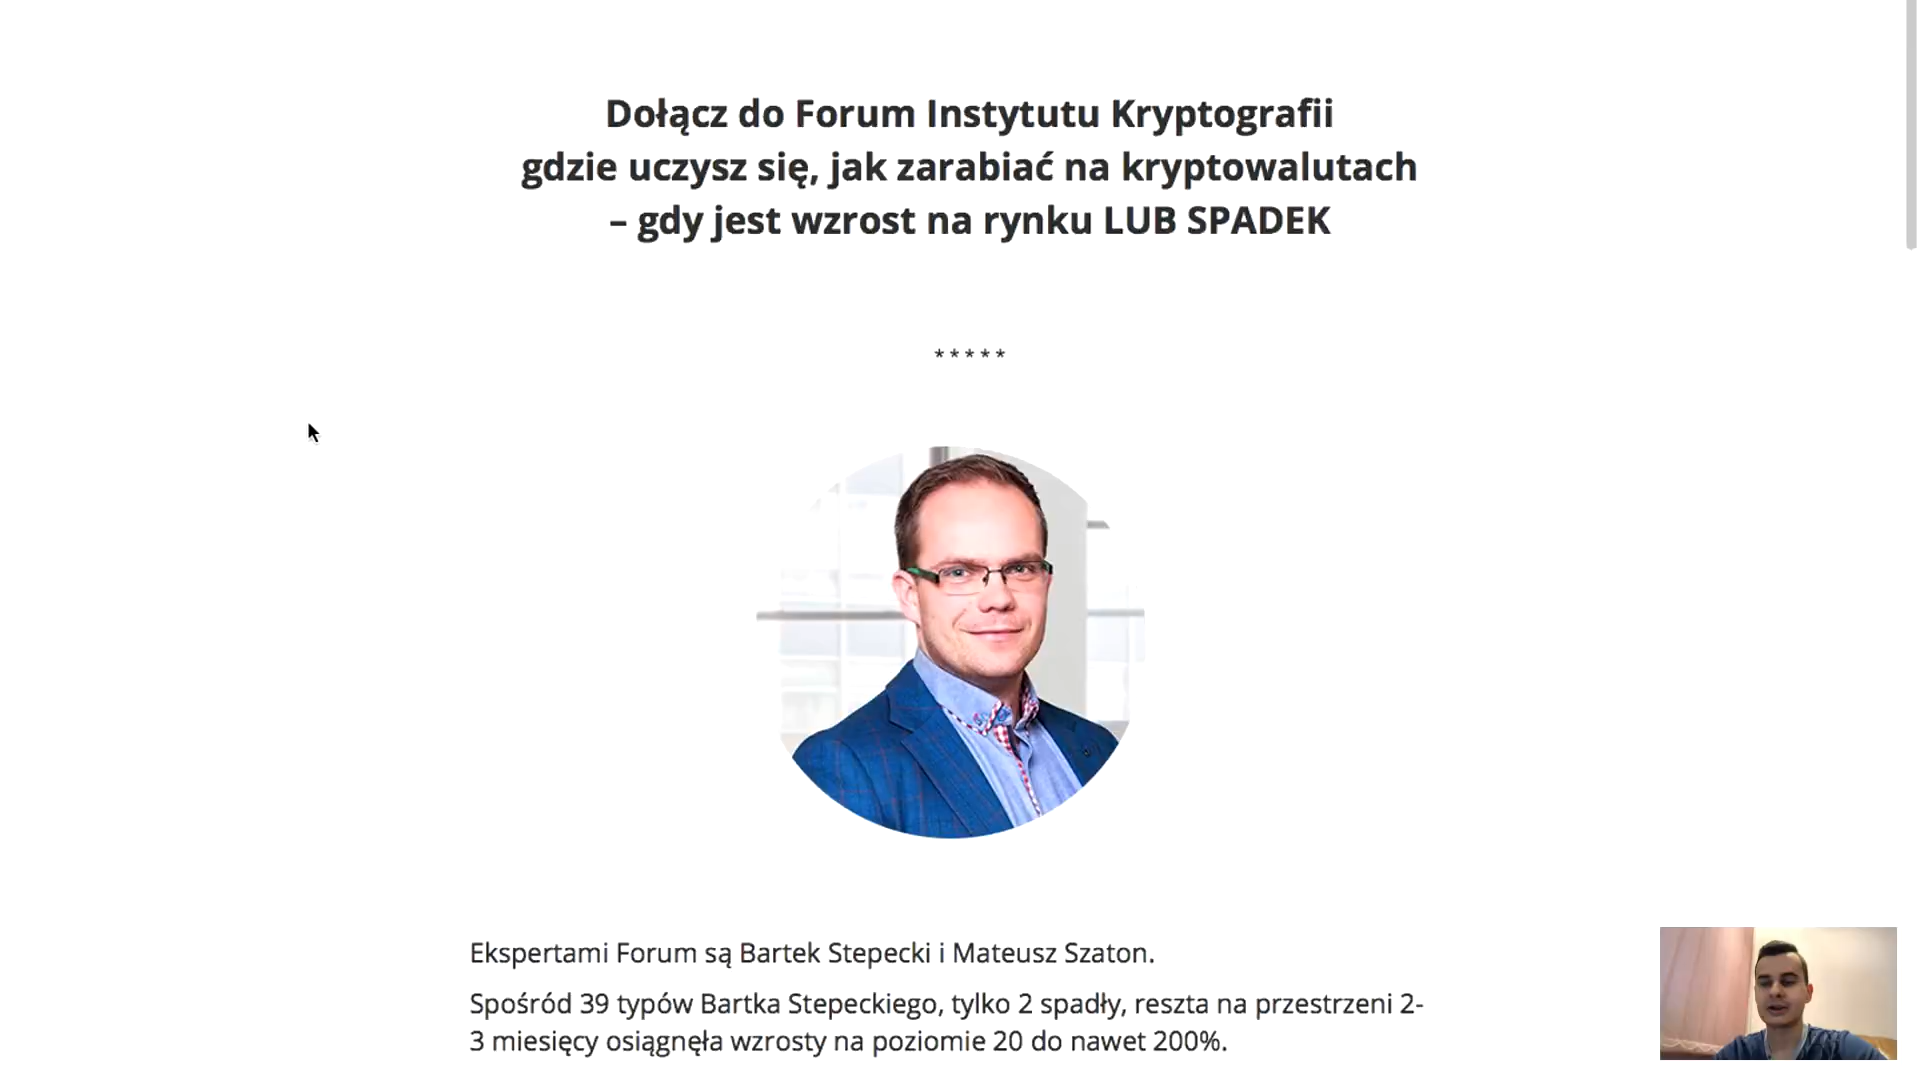 Dołącz do Forum Instytutu Kryptografii
gdzie uczysz się, jak zarabiać na kryptowalutach
– gdy jest wzrost na rynku LUB SPADEK
* * * * *
Ekspertami Forum są Bartek Stepecki i Mateusz Szaton.
Spośród 39 typów Bartka Stepeckiego, tylko 2 spadły, reszta na przestrzeni 2-
3 miesięcy osiągnęła wzrosty na poziomie 20 do nawet 200%.